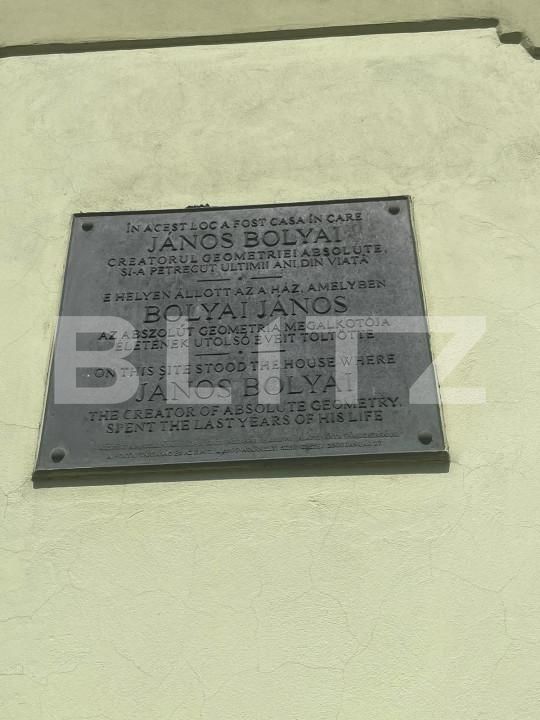 ÎN ACEST LOC A FOST CASA ÎN CARE
JÁNOS BOLYAI
CREATORUL GEOMETRIEI ABSOLUTE,
ŞI-A PETRECUT ULTIMII ANI DIN VIAŢĂ
E HELYEN ÁLLOTT AZ A HÁZ, AMELYBEN
BOLYAI JÁNOS
AZ ABSZOLÚT GEOMETRIA MEGALKOTÓJA
ÉLETÉNEK UTOLSÓ ÉVEIT TÖLTÖTTE
BLITZ
ON THIS SITE STOOD THE HOUSE WHERE
JÁNOS BOLYAI
THE CREATOR OF ABSOLUTE GEOMETRY,
SPENT THE LAST YEARS OF HIS LIFE